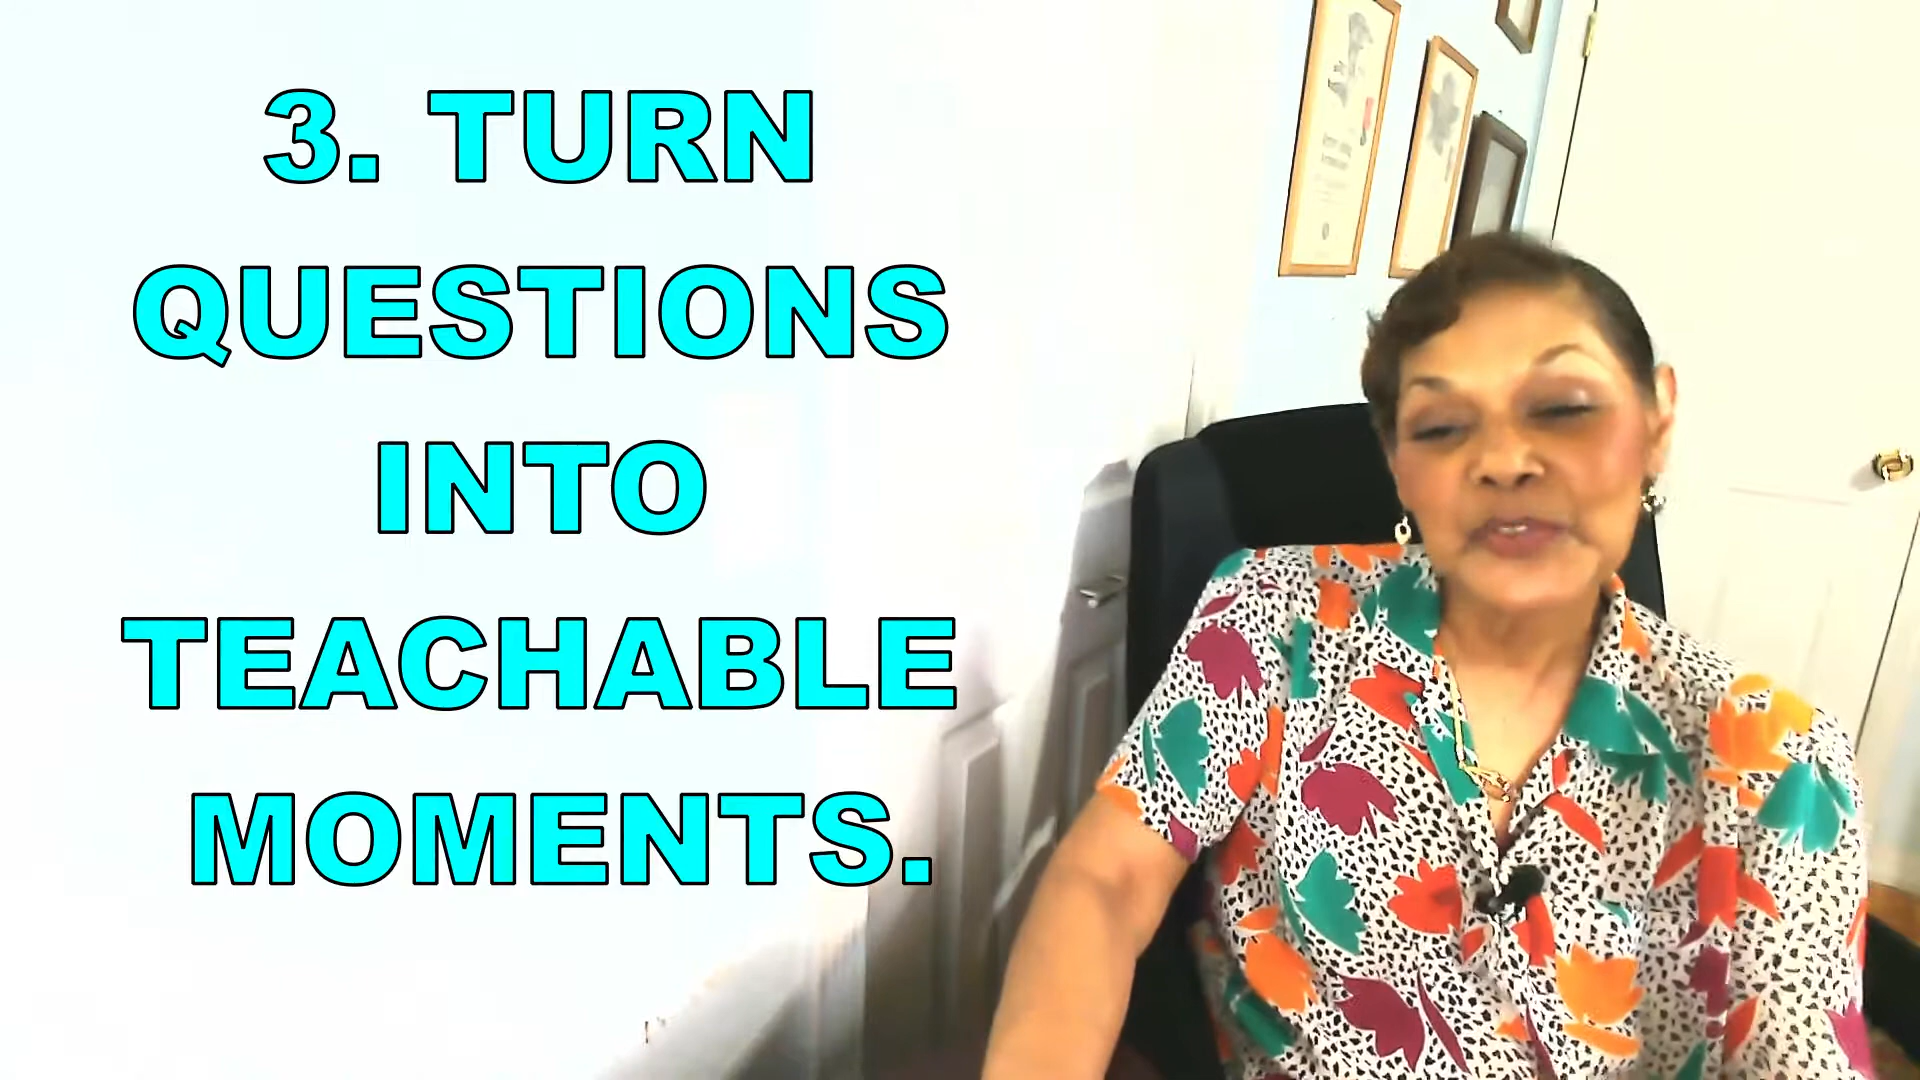 3. TURN
QUESTIONS
INTO
TEACHABLE
MOMENTS.